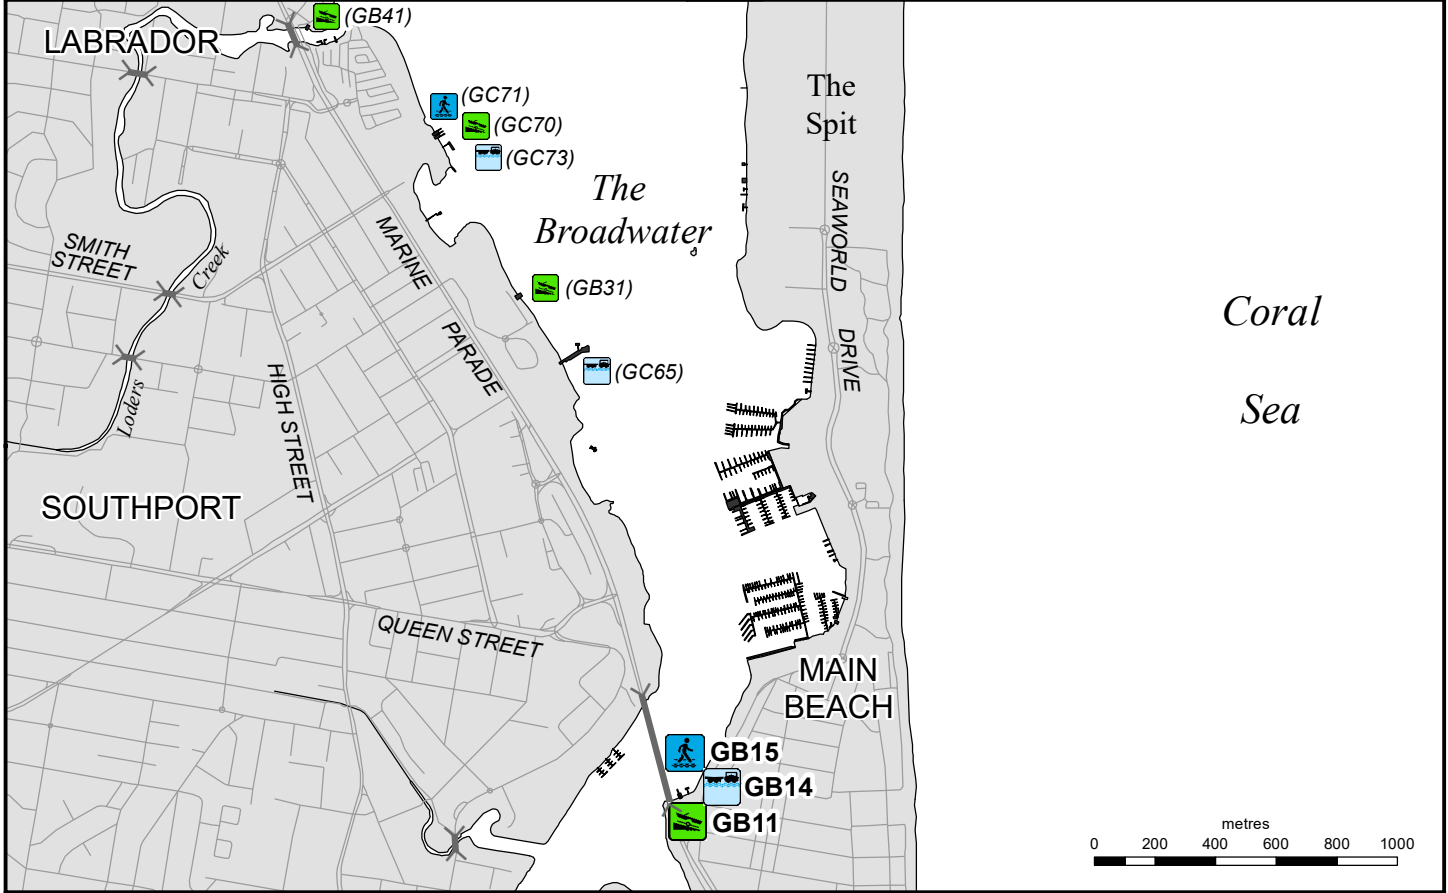 (GB41)
LABRADOR
The
Spit
(GC71)
(GC70)
(GC73)
The
Broadwater
SEAWORLD
DRIVE
MARINE
PARADE
SMITH
STREET
Creek
Loders
(GB31)
Coral
Sea
(GC65)
HIGH STREET
SOUTHPORT
QUEEN STREET
MAIN
BEACH
GB15
GB14
GB11
metres
0 200 400 600 800 1000